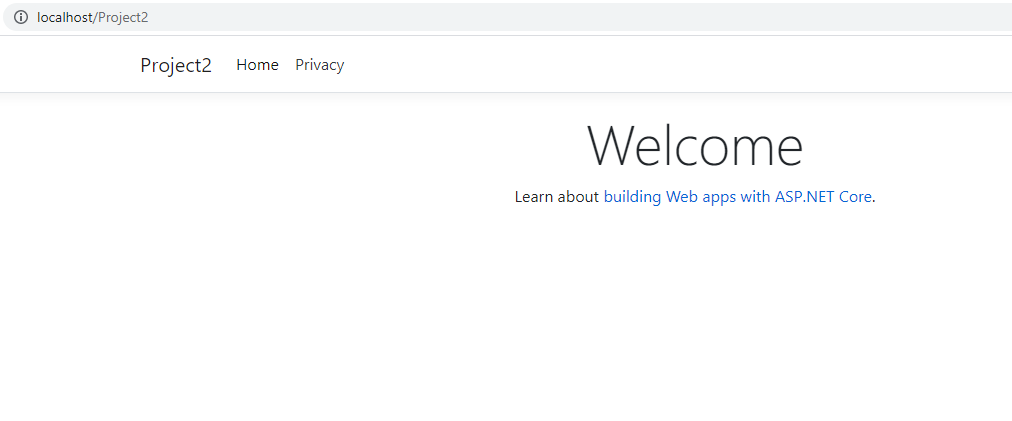 localhost/Project2
Project2 Home Privacy
Welcome
Learn about building Web apps with ASP.NET Core.